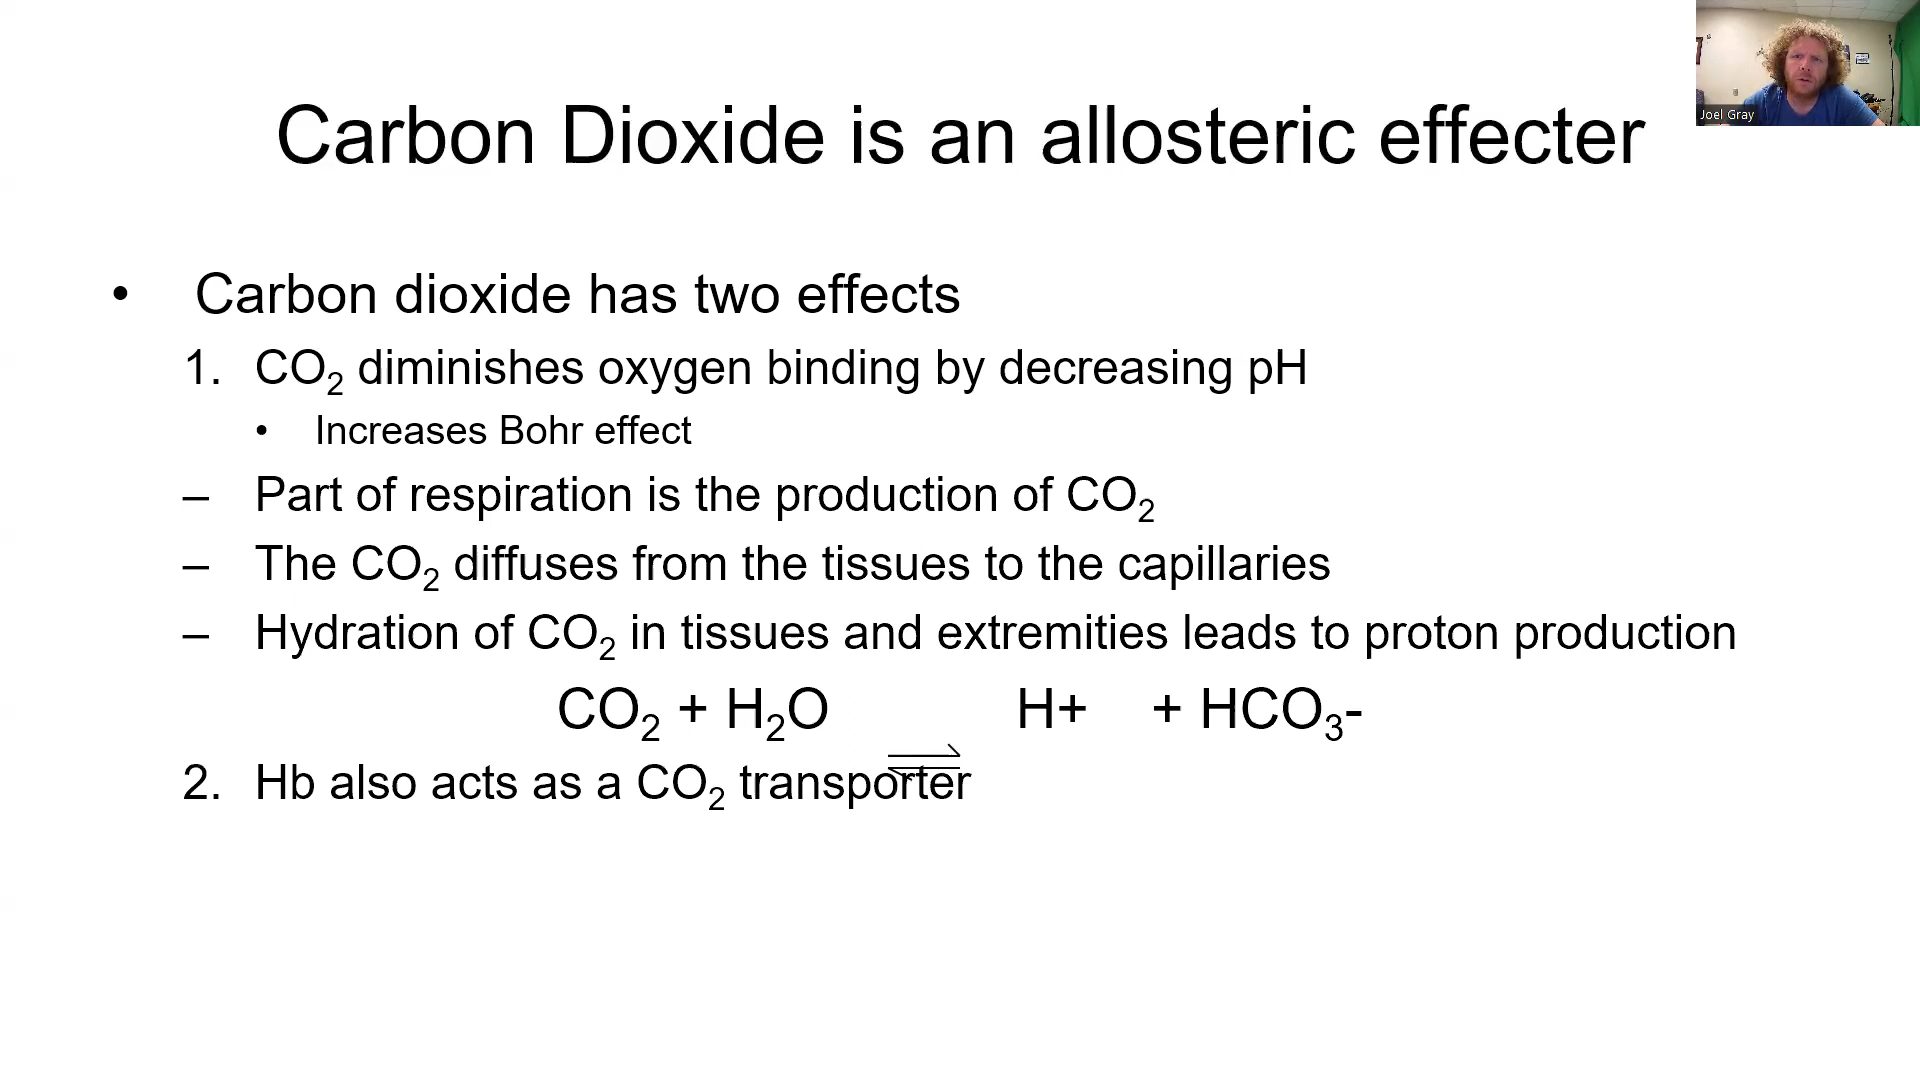 Joel Gray
Carbon Dioxide is an allosteric effecter
• Carbon dioxide has two effects
1. CO₂ diminishes oxygen binding by decreasing pH
• Increases Bohr effect
– Part of respiration is the production of CO₂
– The CO₂ diffuses from the tissues to the capillaries
– Hydration of CO₂ in tissues and extremities leads to proton production
CO₂ + H₂O ⇌ H+ + HCO₃-
2. Hb also acts as a CO₂ transporter